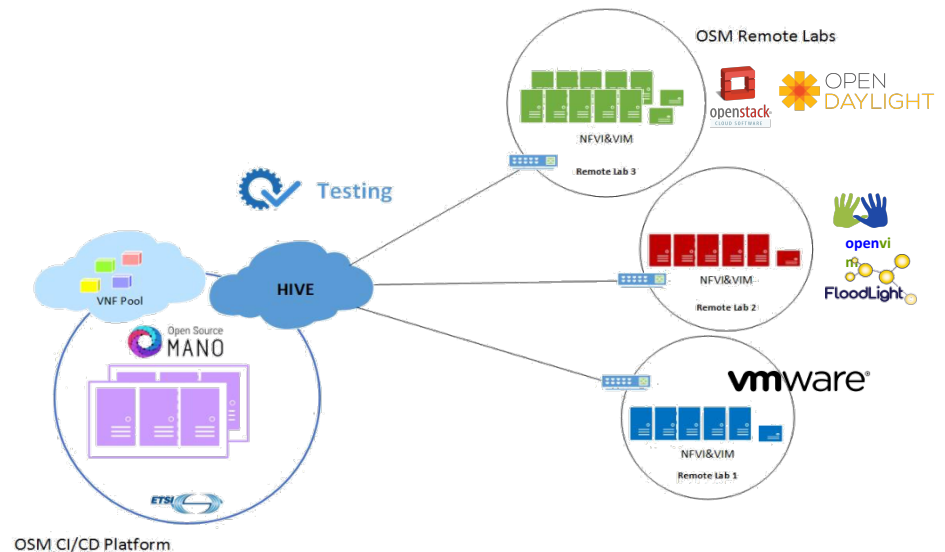 OSM Remote Labs
openstack
CLOUD SOFTWARE
OPEN
DAYLIGHT
NFVI&VIM
Remote Lab 3
Testing
openvi
m
FloodLight
NFVI&VIM
Remote Lab 2
HIVE
VNF Pool
Open Source
MANO
vmware®
NFVI&VIM
Remote Lab 1
ETSI
OSM CI/CD Platform